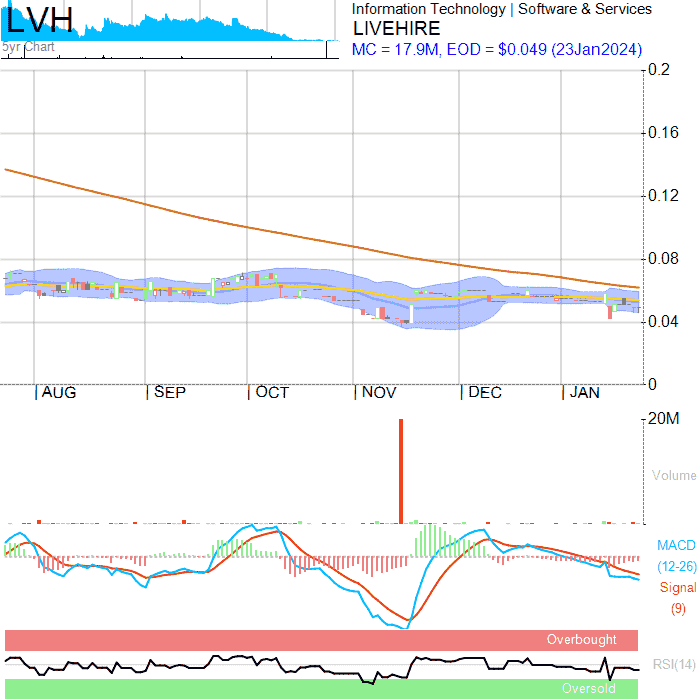 LVH
5yr Chart
Information Technology | Software & Services
LIVEHIRE
MC = 17.9M, EOD = $0.049 (23Jan2024)
0.2
0.16
0.12
0.08
0.04
0
| AUG | SEP | OCT | NOV | DEC | JAN
20M
Volume
MACD
(12-26)
Signal
(9)
Overbought
RSI(14)
Oversold